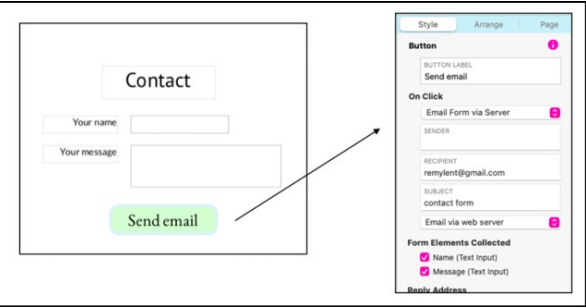 Contact
Your name
Your message
Send email
Style Arrange Page
Button
BUTTON LABEL
Send email
On Click
Email Form via Server
SENDER
RECIPIENT
remylent@gmail.com
SUBJECT
contact form
Email via web server
Form Elements Collected
Name (Text Input)
Message (Text Input)
Reply Address